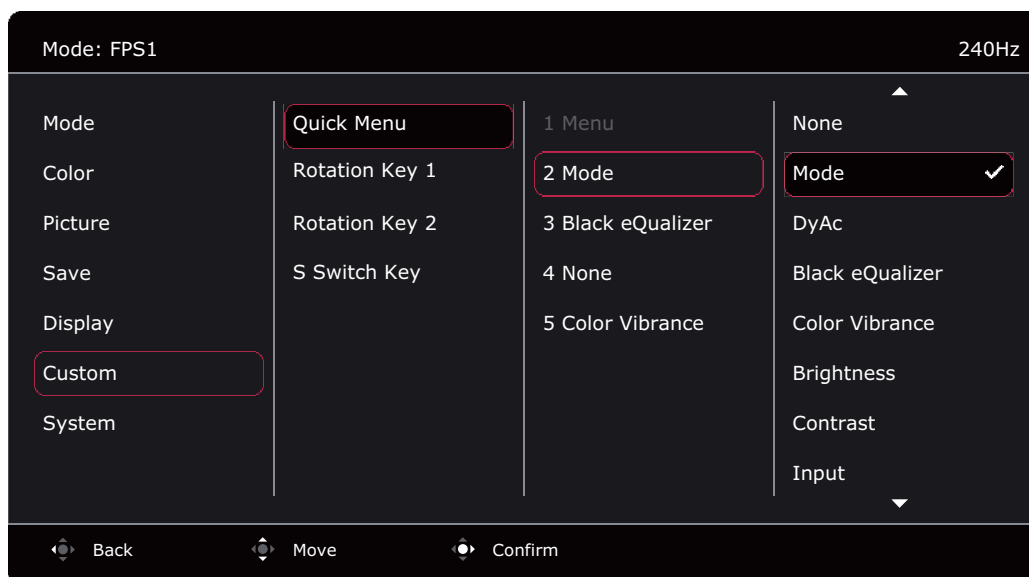 Mode: FPS1
240Hz
Mode
Color
Picture
Save
Display
Custom
System
Quick Menu
Rotation Key 1
Rotation Key 2
S Switch Key
1 Menu
2 Mode
3 Black eQualizer
4 None
5 Color Vibrance
None
Mode
DyAc
Black eQualizer
Color Vibrance
Brightness
Contrast
Input
Back
Move
Confirm